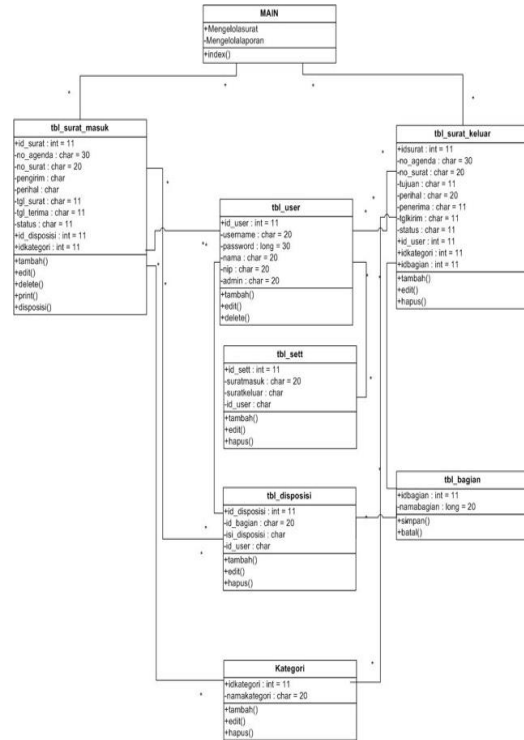 MAIN
+Mengelolasurat
-Mengelolalaporan
+index()
tbl_surat_masuk
+id_surat : int = 11
-no_agenda : char = 30
-no_surat : char = 20
-pengirim : char
-perihal : char
-tgl_surat : char = 11
-tgl_terima : char = 11
-status : char = 11
+id_disposisi : int = 11
+idkategori : int = 11
+tambah()
+edit()
+delete()
+print()
+disposisi()
tbl_surat_keluar
+idsurat : int = 11
-no_agenda : char = 30
-no_surat : char = 20
-tujuan : char = 11
-perihal : char = 20
-penerima : char = 11
-tglkirim : char = 11
-status : char = 11
+id_user : int = 11
+idkategori : int = 11
+idbagian : int = 11
+tambah()
+edit()
+hapus()
tbl_user
+id_user : int = 11
-username : char = 20
-password : long = 30
-nama : char = 20
-nip : char = 20
-admin : char = 20
+tambah()
+edit()
+delete()
tbl_sett
+id_sett : int = 11
-suratmasuk : char = 20
-suratkeluar : char
-id_user : char
+tambah()
+edit()
+hapus()
tbl_disposisi
+id_disposisi : int = 11
-id_bagian : char = 20
-isi_disposisi : char
-id_user : char
+tambah()
+edit()
+hapus()
tbl_bagian
+idbagian : int = 11
-namabagian : long = 20
+simpan()
+batal()
Kategori
+idkategori : int = 11
-namakategori : char = 20
+tambah()
+edit()
+hapus()